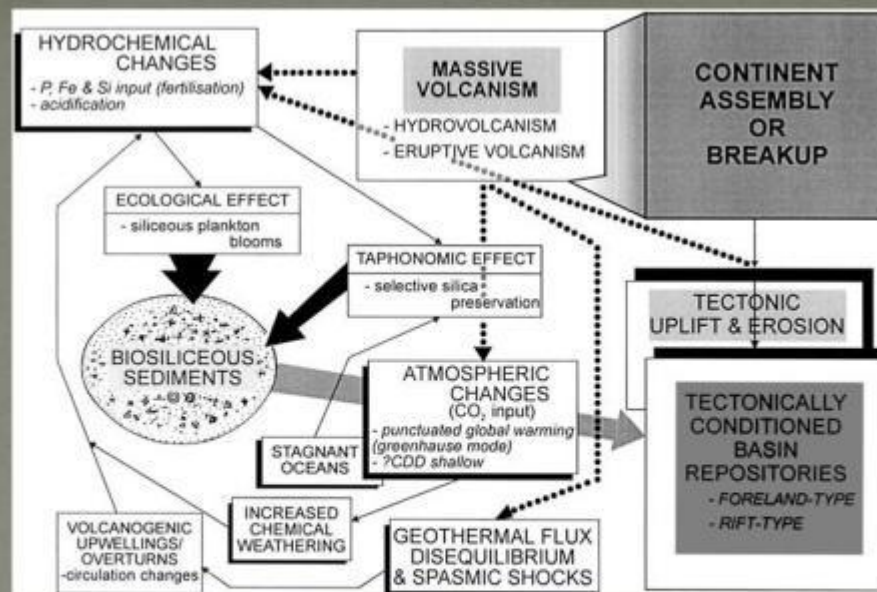 HYDROCHEMICAL
CHANGES
- P, Fe & Si input (fertilisation)
- acidification
MASSIVE
VOLCANISM
- HYDROVOLCANISM
- ERUPTIVE VOLCANISM
CONTINENT
ASSEMBLY
OR
BREAKUP
ECOLOGICAL EFFECT
- siliceous plankton
blooms
TAPHONOMIC EFFECT
- selective silica
preservation
TECTONIC
UPLIFT & EROSION
BIOSILICEOUS
SEDIMENTS
ATMOSPHERIC
CHANGES
(CO2 input)
- punctuated global warming
(greenhause mode)
- ?CDD shallow
TECTONICALLY
CONDITIONED
BASIN
REPOSITORIES
- FORELAND-TYPE
- RIFT-TYPE
STAGNANT
OCEANS
INCREASED
CHEMICAL
WEATHERING
VOLCANOGENIC
UPWELLINGS/
OVERTURNS
-circulation changes
GEOTHERMAL FLUX
DISEQUILIBRIUM
& SPASMIC SHOCKS